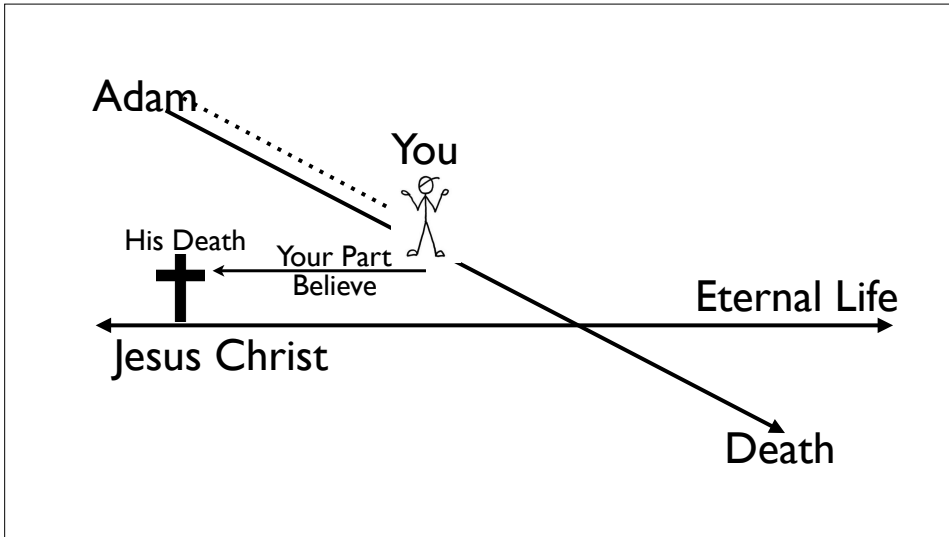 Adam
You
His Death
Your Part
Believe
Eternal Life
Jesus Christ
Death